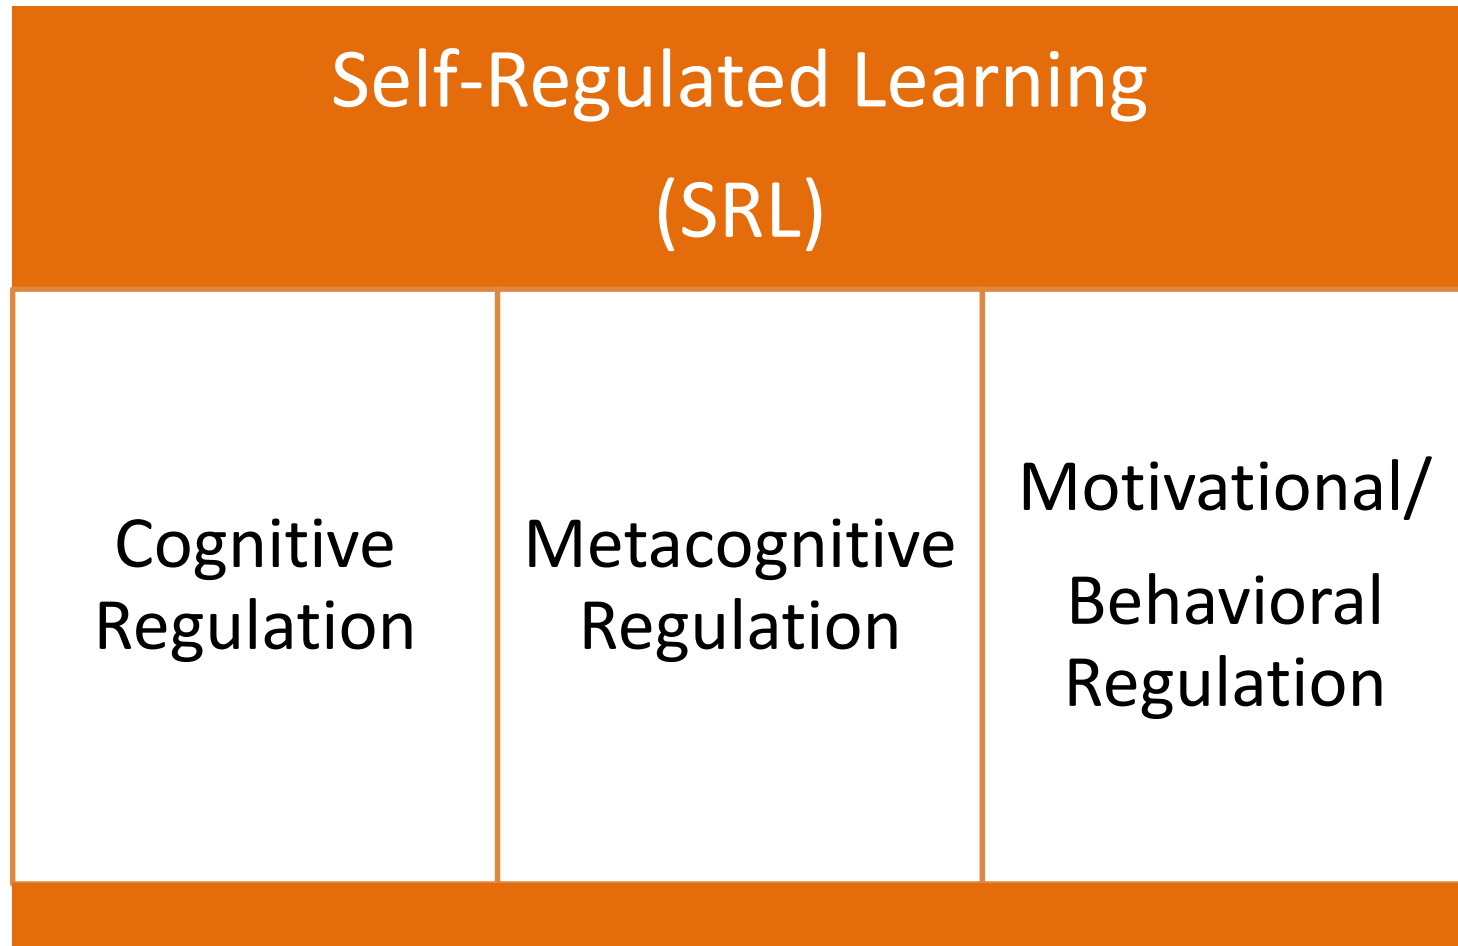 Self-Regulated Learning
(SRL)
Cognitive
Regulation
Metacognitive
Regulation
Motivational/
Behavioral
Regulation